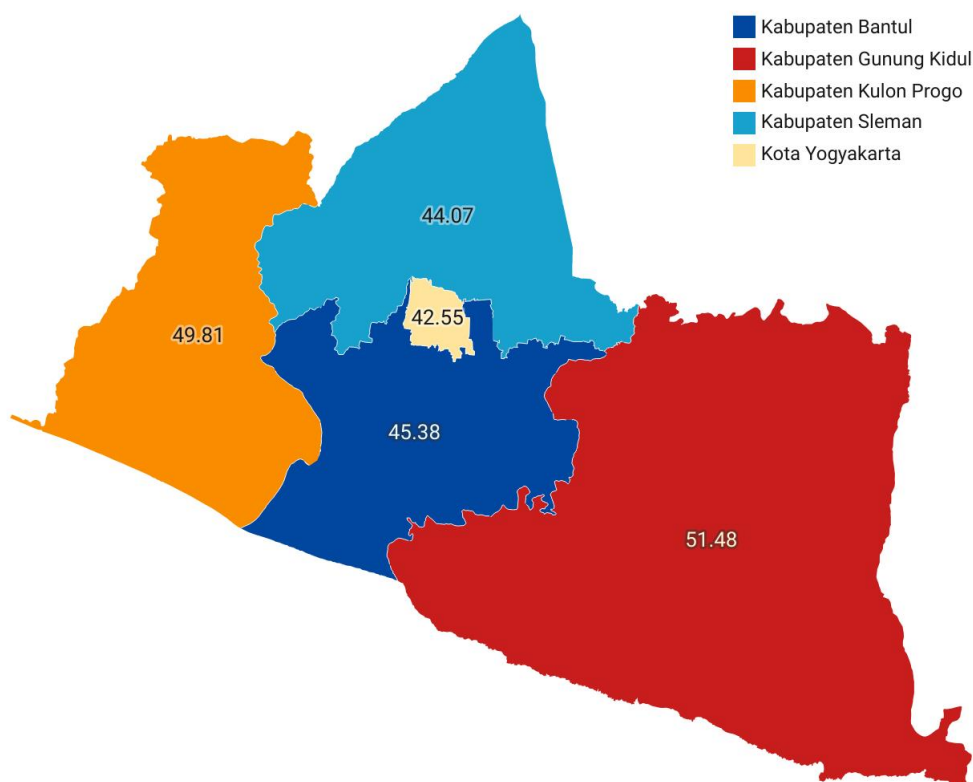 Kabupaten Bantul
Kabupaten Gunung Kidul
Kabupaten Kulon Progo
Kabupaten Sleman
Kota Yogyakarta
44.07
42.55
49.81
45.38
51.48